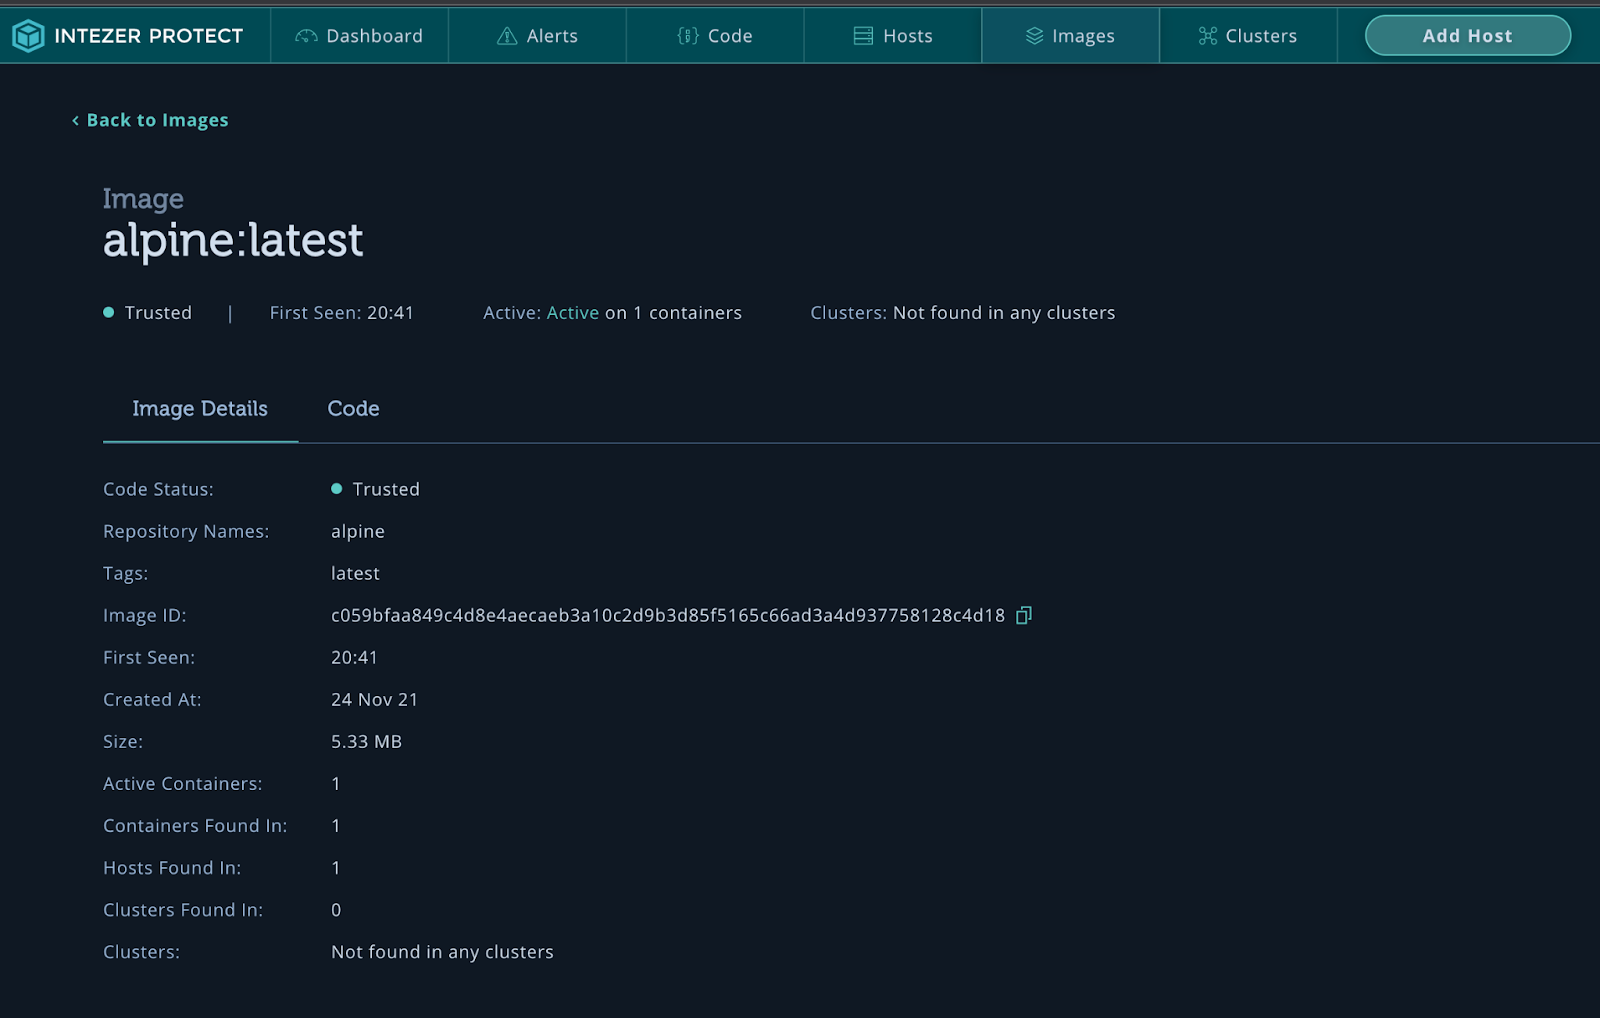 INTEZER PROTECT Dashboard Alerts Code Hosts Images Clusters Add Host
‹ Back to Images
Image
alpine:latest
Trusted | First Seen: 20:41 Active: Active on 1 containers Clusters: Not found in any clusters
Image Details Code
Code Status: Trusted
Repository Names: alpine
Tags: latest
Image ID: c059bfaa849c4d8e4aecaeb3a10c2d9b3d85f5165c66ad3a4d937758128c4d18
First Seen: 20:41
Created At: 24 Nov 21
Size: 5.33 MB
Active Containers: 1
Containers Found In: 1
Hosts Found In: 1
Clusters Found In: 0
Clusters: Not found in any clusters